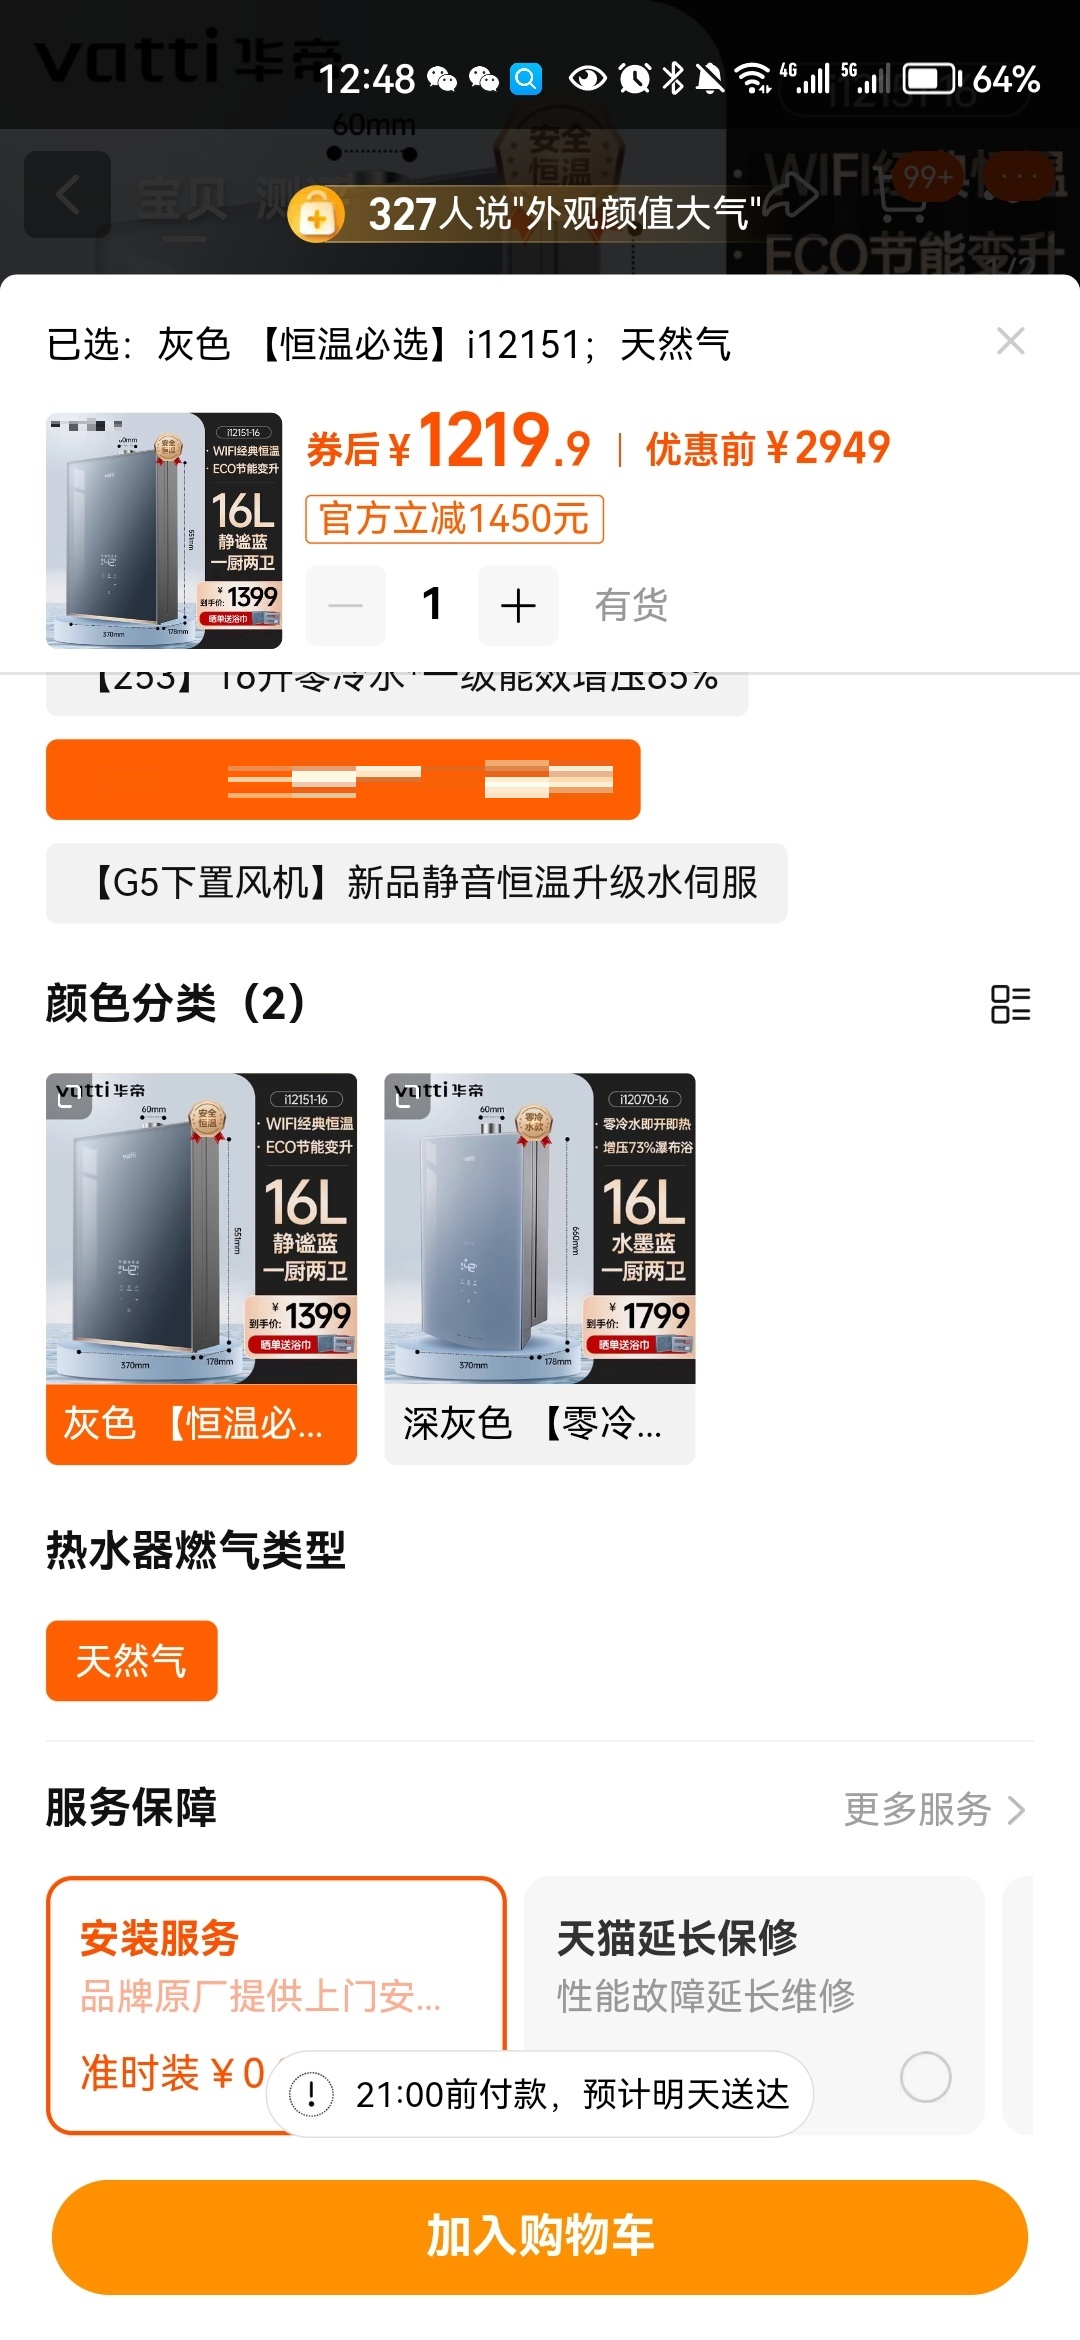 vatti 华帝
12:48 4G 5G 64%
60mm
安全
恒温
宝贝
99+
327人说"外观颜值大气"
· ECO节能变升
已选：灰色 【恒温必选】i12151；天然气
60mm
安全
恒温
i12151-16
· WIFI经典恒温
· ECO节能变升
16L
静谧蓝
一厨两卫
551mm
到手价: ¥1399
晒单送浴巾
370mm
178mm
券后 ¥1219.9 | 优惠前 ¥2949
官方立减1450元
1
有货
【253】16升零冷水+一级能效增压85%
【G5下置风机】新品静音恒温升级水伺服
颜色分类（2）
vatti 华帝
60mm
安全
恒温
i12151-16
· WIFI经典恒温
· ECO节能变升
16L
静谧蓝
一厨两卫
551mm
到手价: ¥1399
晒单送浴巾
370mm
178mm
灰色 【恒温必...
vatti 华帝
60mm
零冷
水款
i12070-16
· 零冷水即开即热
· 增压73%瀑布浴
16L
水墨蓝
一厨两卫
660mm
到手价: ¥1799
晒单送浴巾
370mm
178mm
深灰色 【零冷...
热水器燃气类型
天然气
服务保障
更多服务
安装服务
品牌原厂提供上门安...
准时装 ¥0
天猫延长保修
性能故障延长维修
21:00前付款，预计明天送达
加入购物车